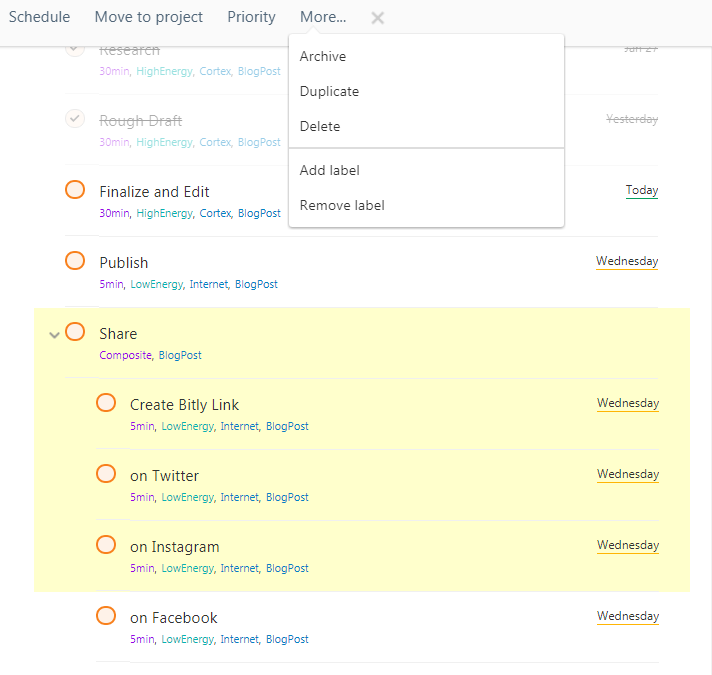 Schedule Move to project Priority More...
Research Jan 27
30min, HighEnergy, Cortex, BlogPost
Rough Draft Yesterday
30min, HighEnergy, Cortex, BlogPost
Archive
Duplicate
Delete
Add label
Remove label
Finalize and Edit Today
30min, HighEnergy, Cortex, BlogPost
Publish Wednesday
5min, LowEnergy, Internet, BlogPost
Share
Composite, BlogPost
Create Bitly Link Wednesday
5min, LowEnergy, Internet, BlogPost
on Twitter Wednesday
5min, LowEnergy, Internet, BlogPost
on Instagram Wednesday
5min, LowEnergy, Internet, BlogPost
on Facebook Wednesday
5min, LowEnergy, Internet, BlogPost